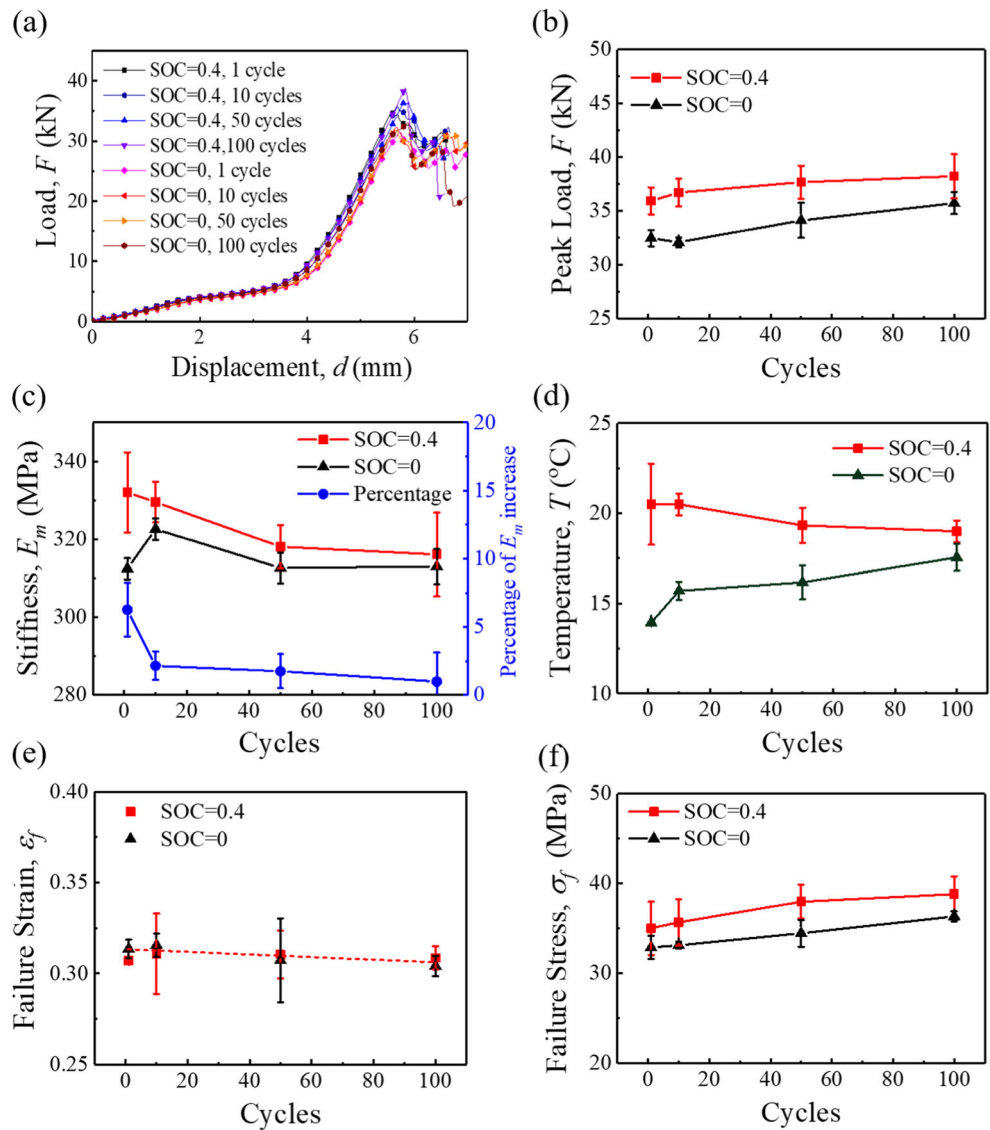 (a)
SOC=0.4, 1 cycle
SOC=0.4, 10 cycles
SOC=0.4, 50 cycles
SOC=0.4,100 cycles
SOC=0, 1 cycle
SOC=0, 10 cycles
SOC=0, 50 cycles
SOC=0, 100 cycles
Load, F (kN)
40
30
20
10
0
0 2 4 6
Displacement, d (mm)
(b)
SOC=0.4
SOC=0
Peak Load, F (kN)
50
45
40
35
30
25
0 20 40 60 80 100
Cycles
(c)
SOC=0.4
SOC=0
Percentage
Stiffness, Em (MPa)
340
320
300
280
Percentage of Em increase
20
15
10
5
0
0 20 40 60 80 100
Cycles
(d)
SOC=0.4
SOC=0
Temperature, T (°C)
25
20
15
10
0 20 40 60 80 100
Cycles
(e)
SOC=0.4
SOC=0
Failure Strain, εf
0.40
0.35
0.30
0.25
0 20 40 60 80 100
Cycles
(f)
SOC=0.4
SOC=0
Failure Stress, σf (MPa)
50
40
30
20
0 20 40 60 80 100
Cycles